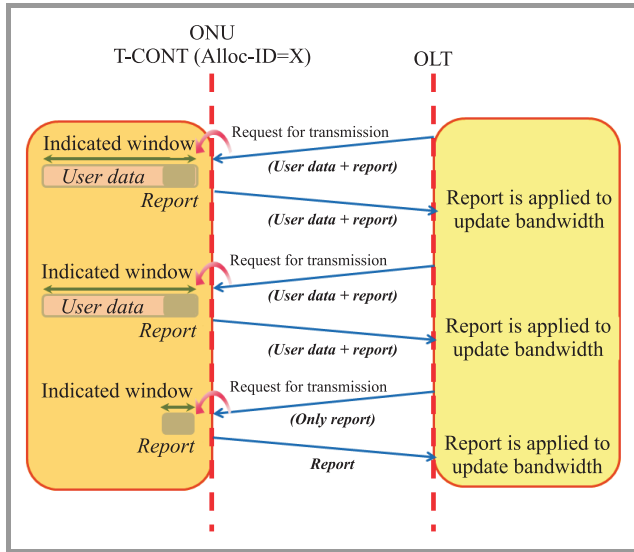 ONU
T-CONT (Alloc-ID=X)
OLT
Request for transmission
Indicated window
(User data + report)
User data
Report
(User data + report)
Report is applied to
update bandwidth
Request for transmission
Indicated window
(User data + report)
User data
Report
(User data + report)
Report is applied to
update bandwidth
Request for transmission
Indicated window
(Only report)
Report
Report
Report is applied to
update bandwidth